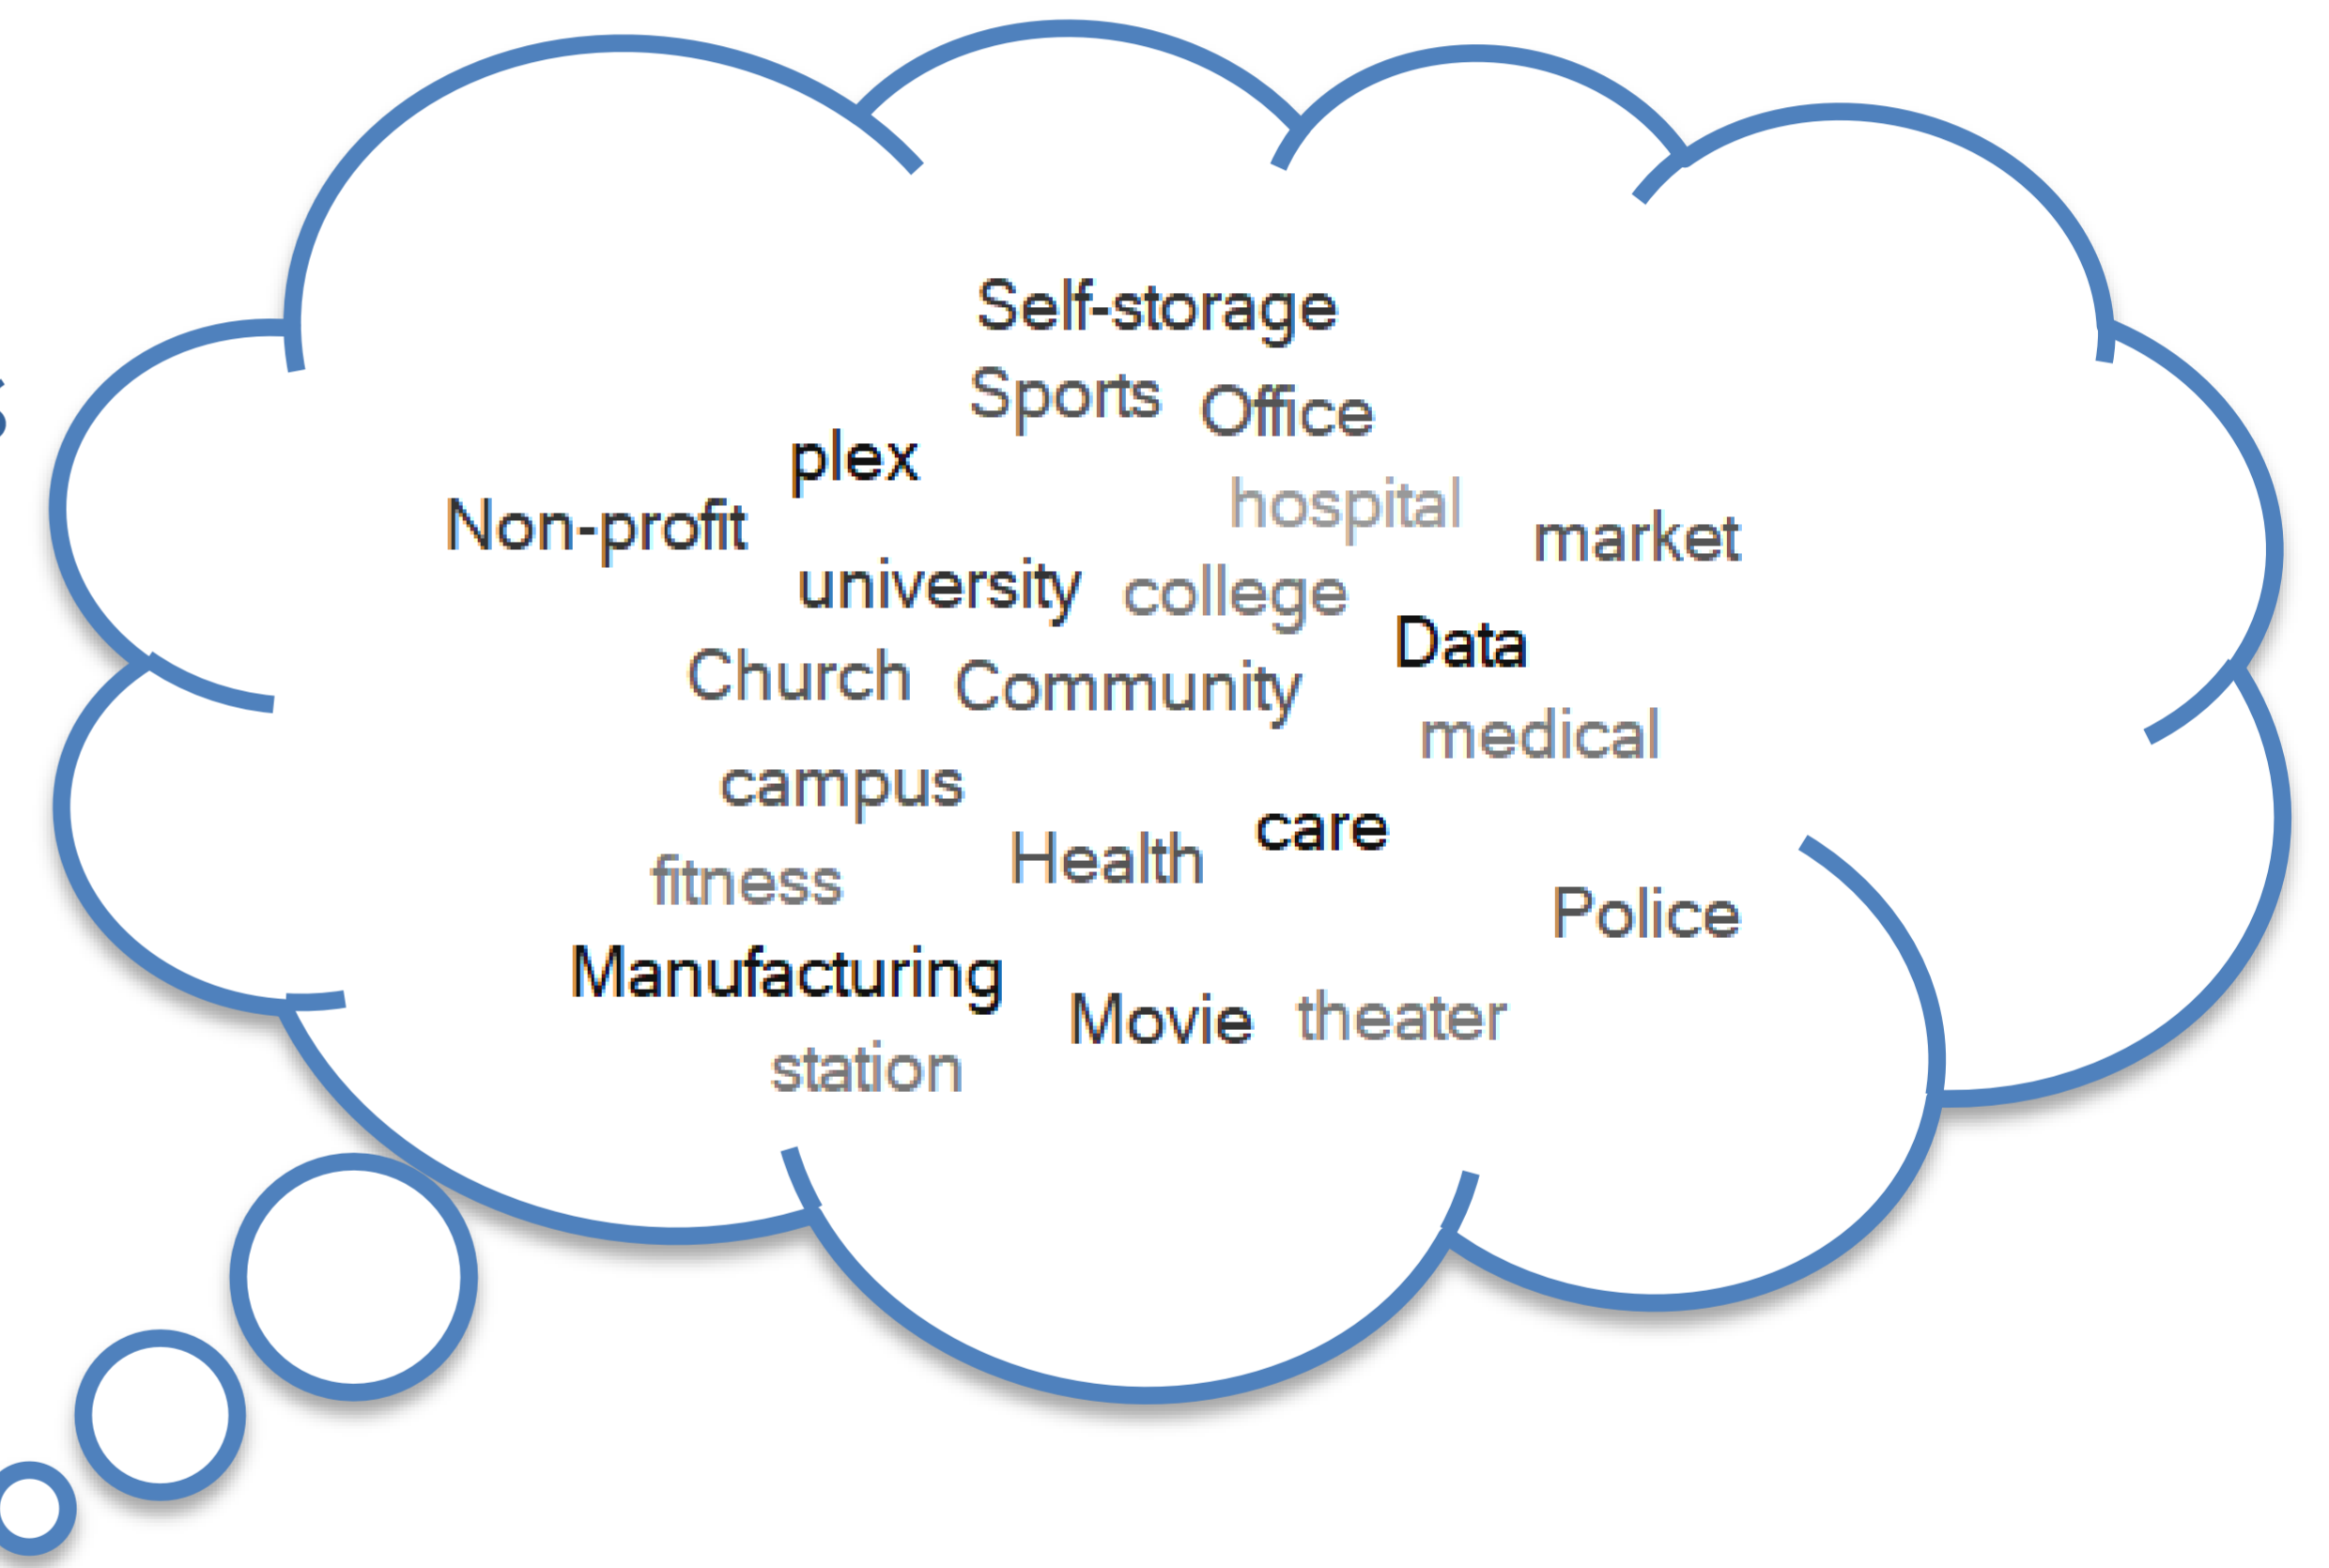 Self-storage
Sports Office
plex
hospital
Non-profit
market
university college
Data
Church Community
medical
campus
care
Health
fitness
Police
Manufacturing
Movie theater
station